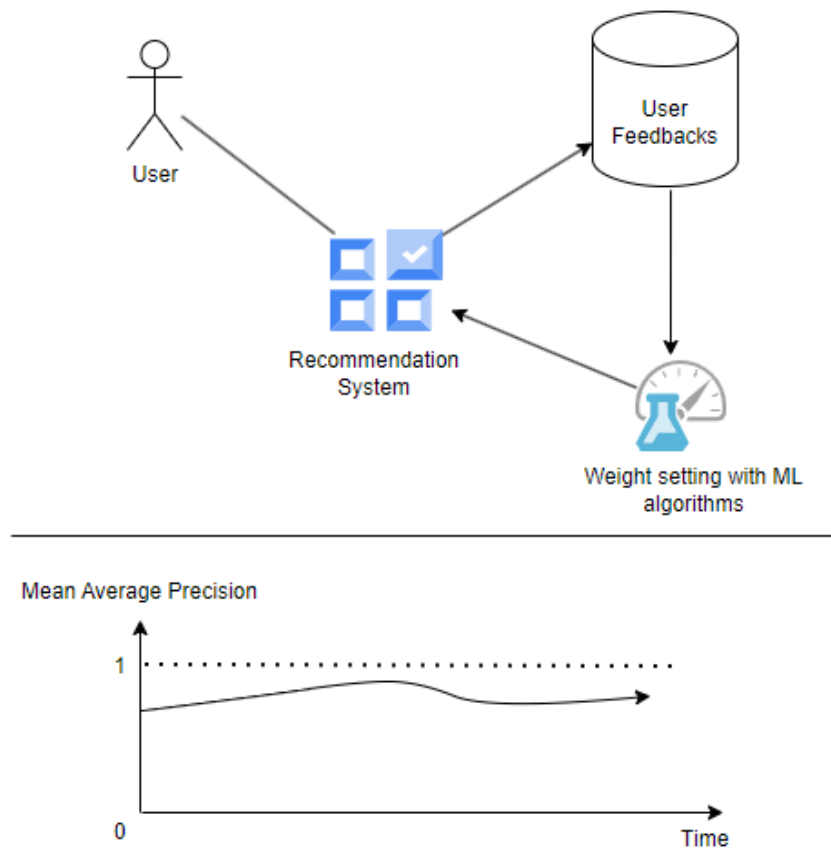 User
User
Feedbacks
Recommendation
System
Weight setting with ML
algorithms
Mean Average Precision
1
0
Time